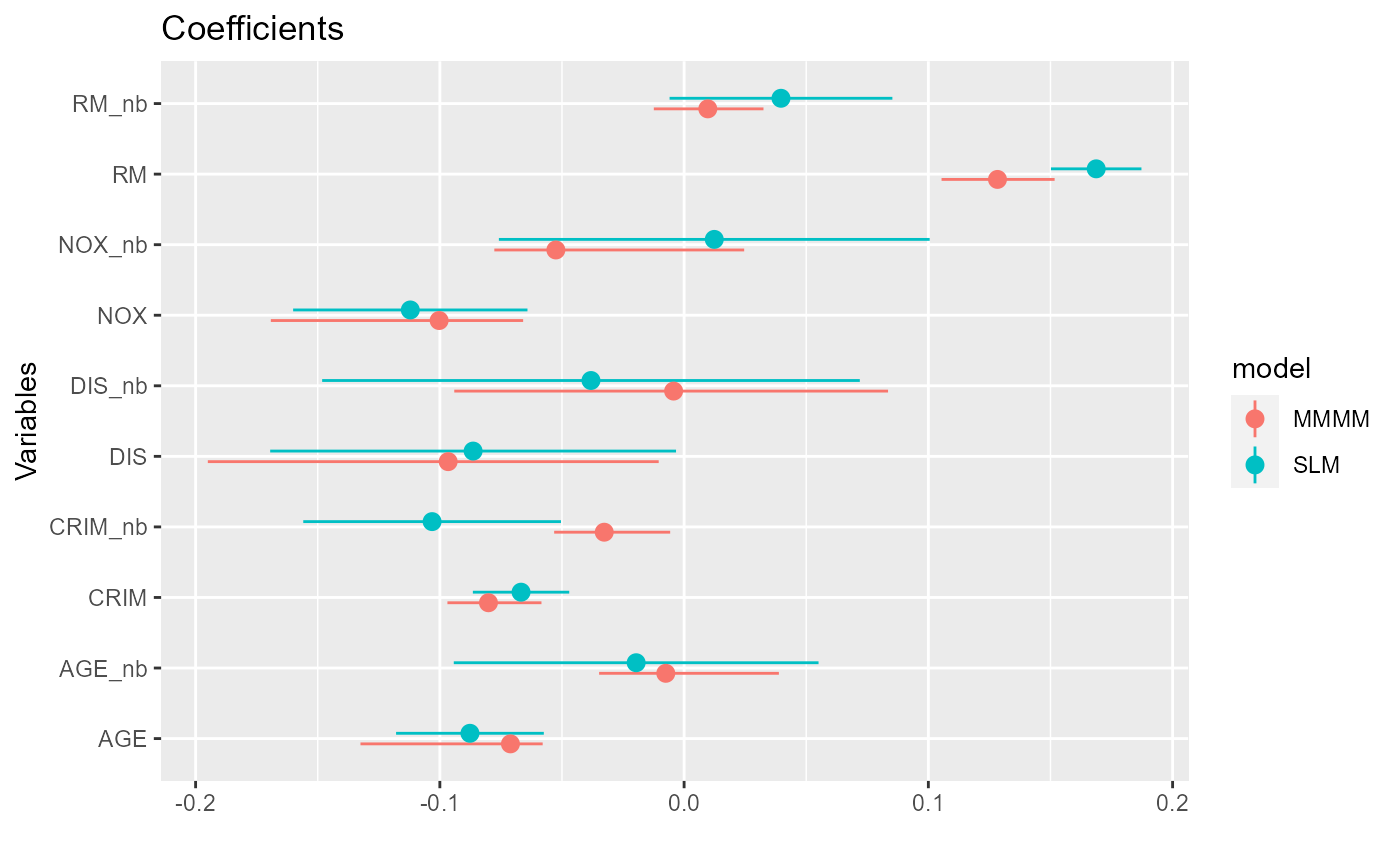 Coefficients
Variables
RM_nb
RM
NOX_nb
NOX
DIS_nb
DIS
CRIM_nb
CRIM
AGE_nb
AGE
-0.2
-0.1
0.0
0.1
0.2
model
MMMM
SLM